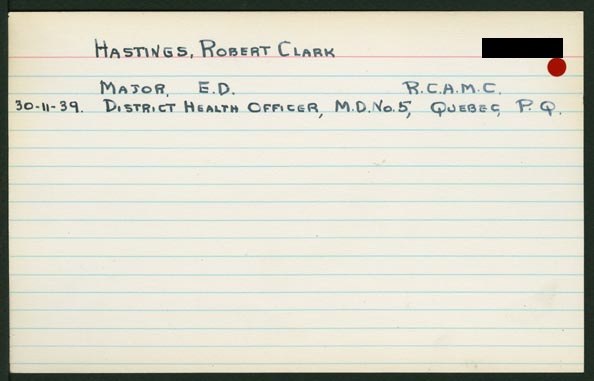 HASTINGS, ROBERT CLARK
MAJOR, E.D. R.C.A.M.C.
30-11-39. DISTRICT HEALTH OFFICER, M.D. No. 5, QUEBEC, P.Q.